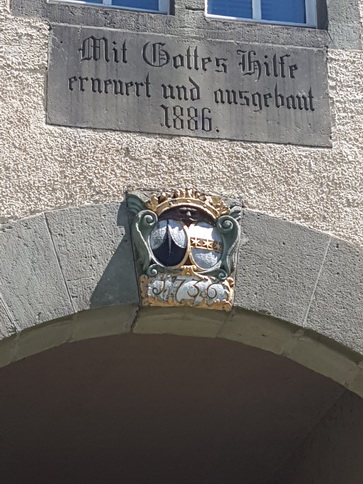 Mit Gottes Hilfe
erneuert und ausgebaut
1886.
1736